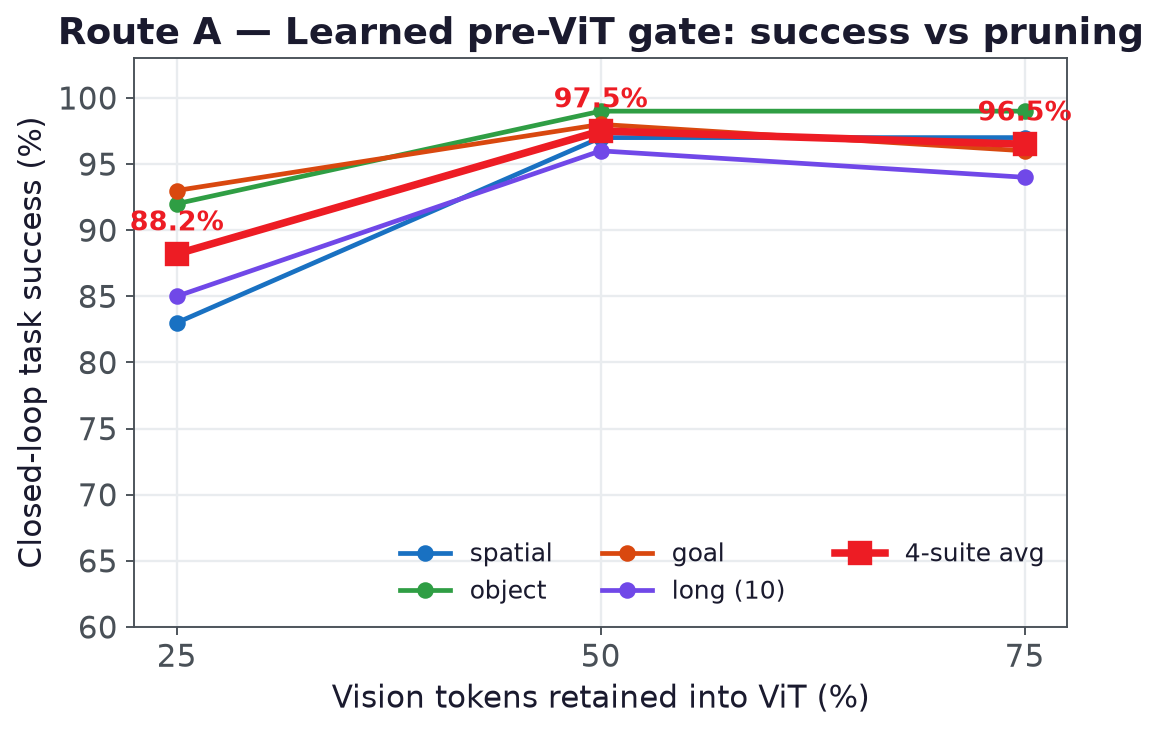 Route A — Learned pre-ViT gate: success vs pruning
Closed-loop task success (%)
100
95
90
85
80
75
70
65
60
88.2%
97.5%
96.5%
spatial
object
goal
long (10)
4-suite avg
25
50
75
Vision tokens retained into ViT (%)